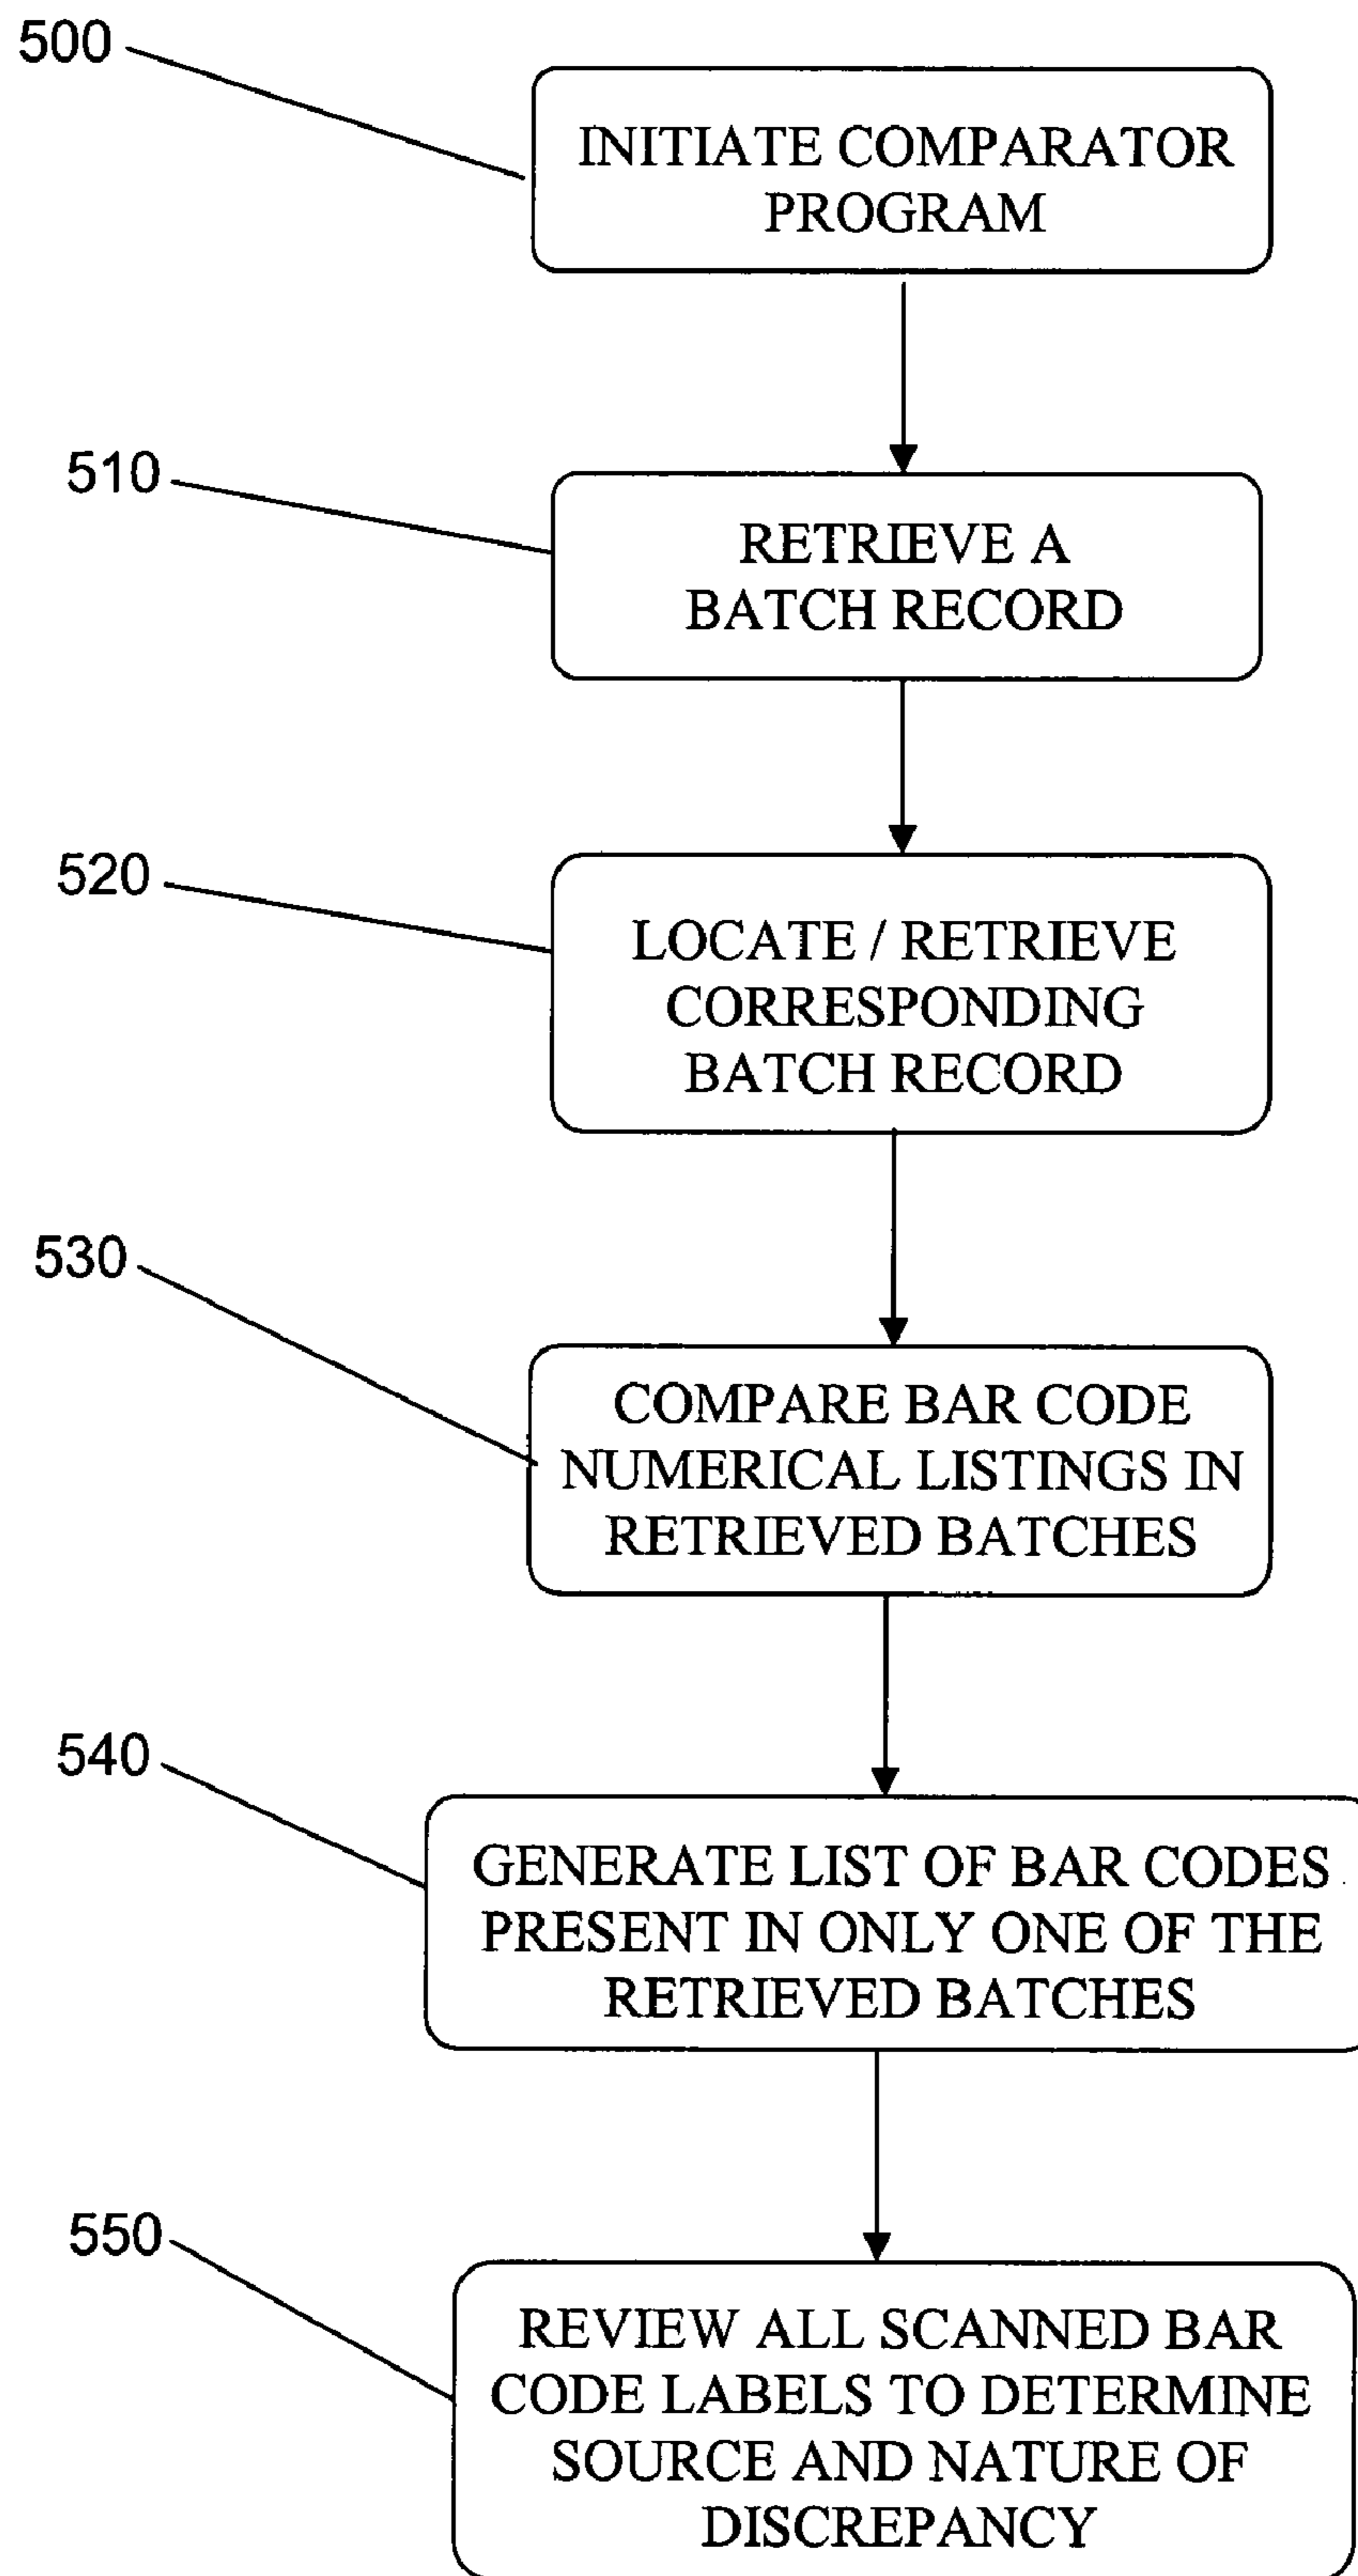 500
INITIATE COMPARATOR
PROGRAM
510
RETRIEVE A
BATCH RECORD
520
LOCATE / RETRIEVE
CORRESPONDING
BATCH RECORD
530
COMPARE BAR CODE
NUMERICAL LISTINGS IN
RETRIEVED BATCHES
540
GENERATE LIST OF BAR CODES
PRESENT IN ONLY ONE OF THE
RETRIEVED BATCHES
550
REVIEW ALL SCANNED BAR
CODE LABELS TO DETERMINE
SOURCE AND NATURE OF
DISCREPANCY